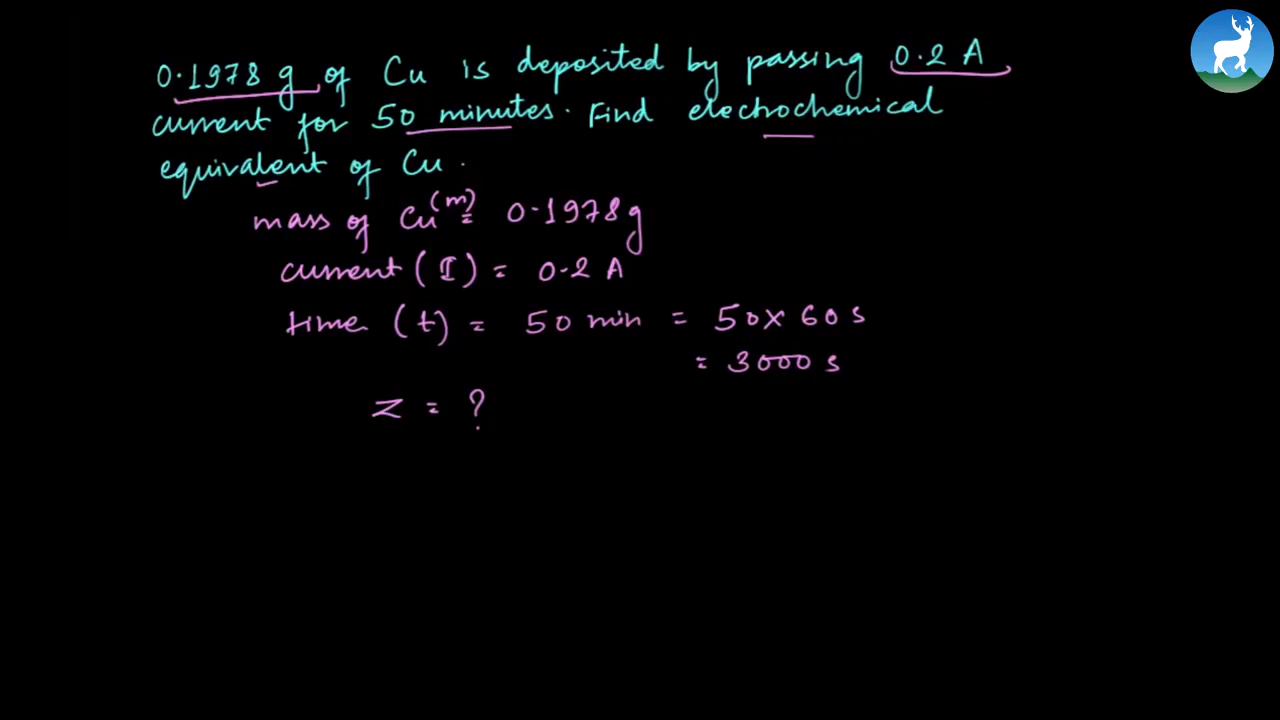 0.1978 g of Cu is deposited by passing 0.2 A
current for 50 minutes. Find electrochemical
equivalent of Cu.
mass of Cu (m) = 0.1978g
current (I) = 0.2 A
time (t) = 50 min = 50 x 60 s
= 3000 s
Z = ?